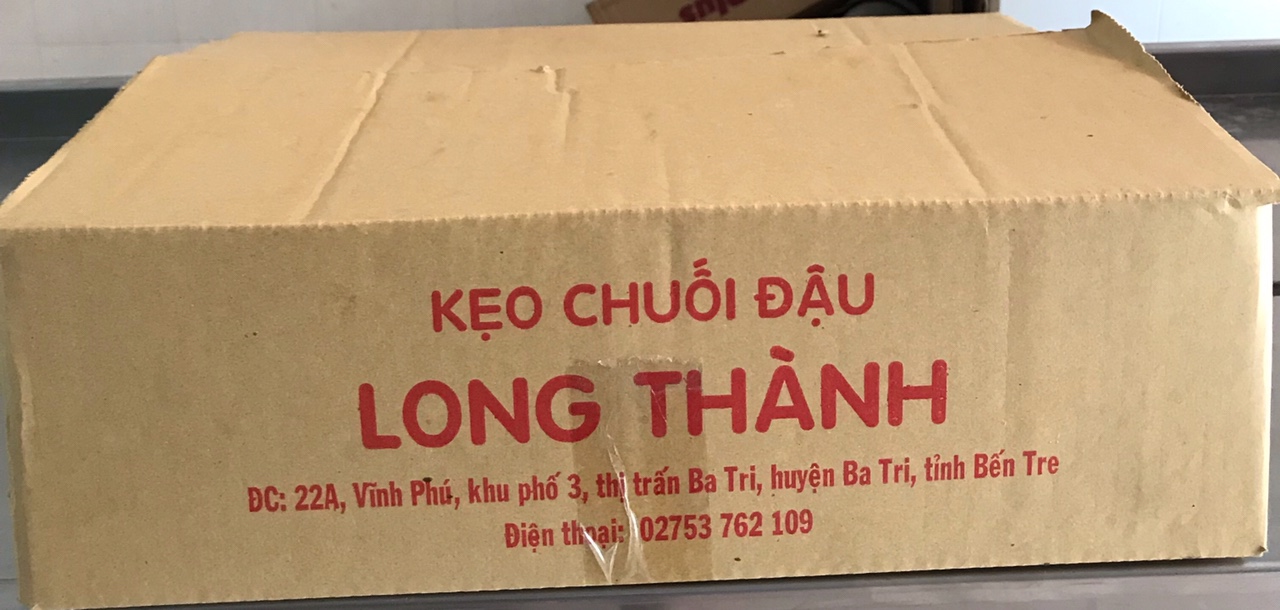 plus
KẸO CHUỐI ĐẬU
LONG THÀNH
ĐC: 22A, Vĩnh Phú, khu phố 3, thị trấn Ba Tri, huyện Ba Tri, tỉnh Bến Tre
Điện thoại: 02753 762 109